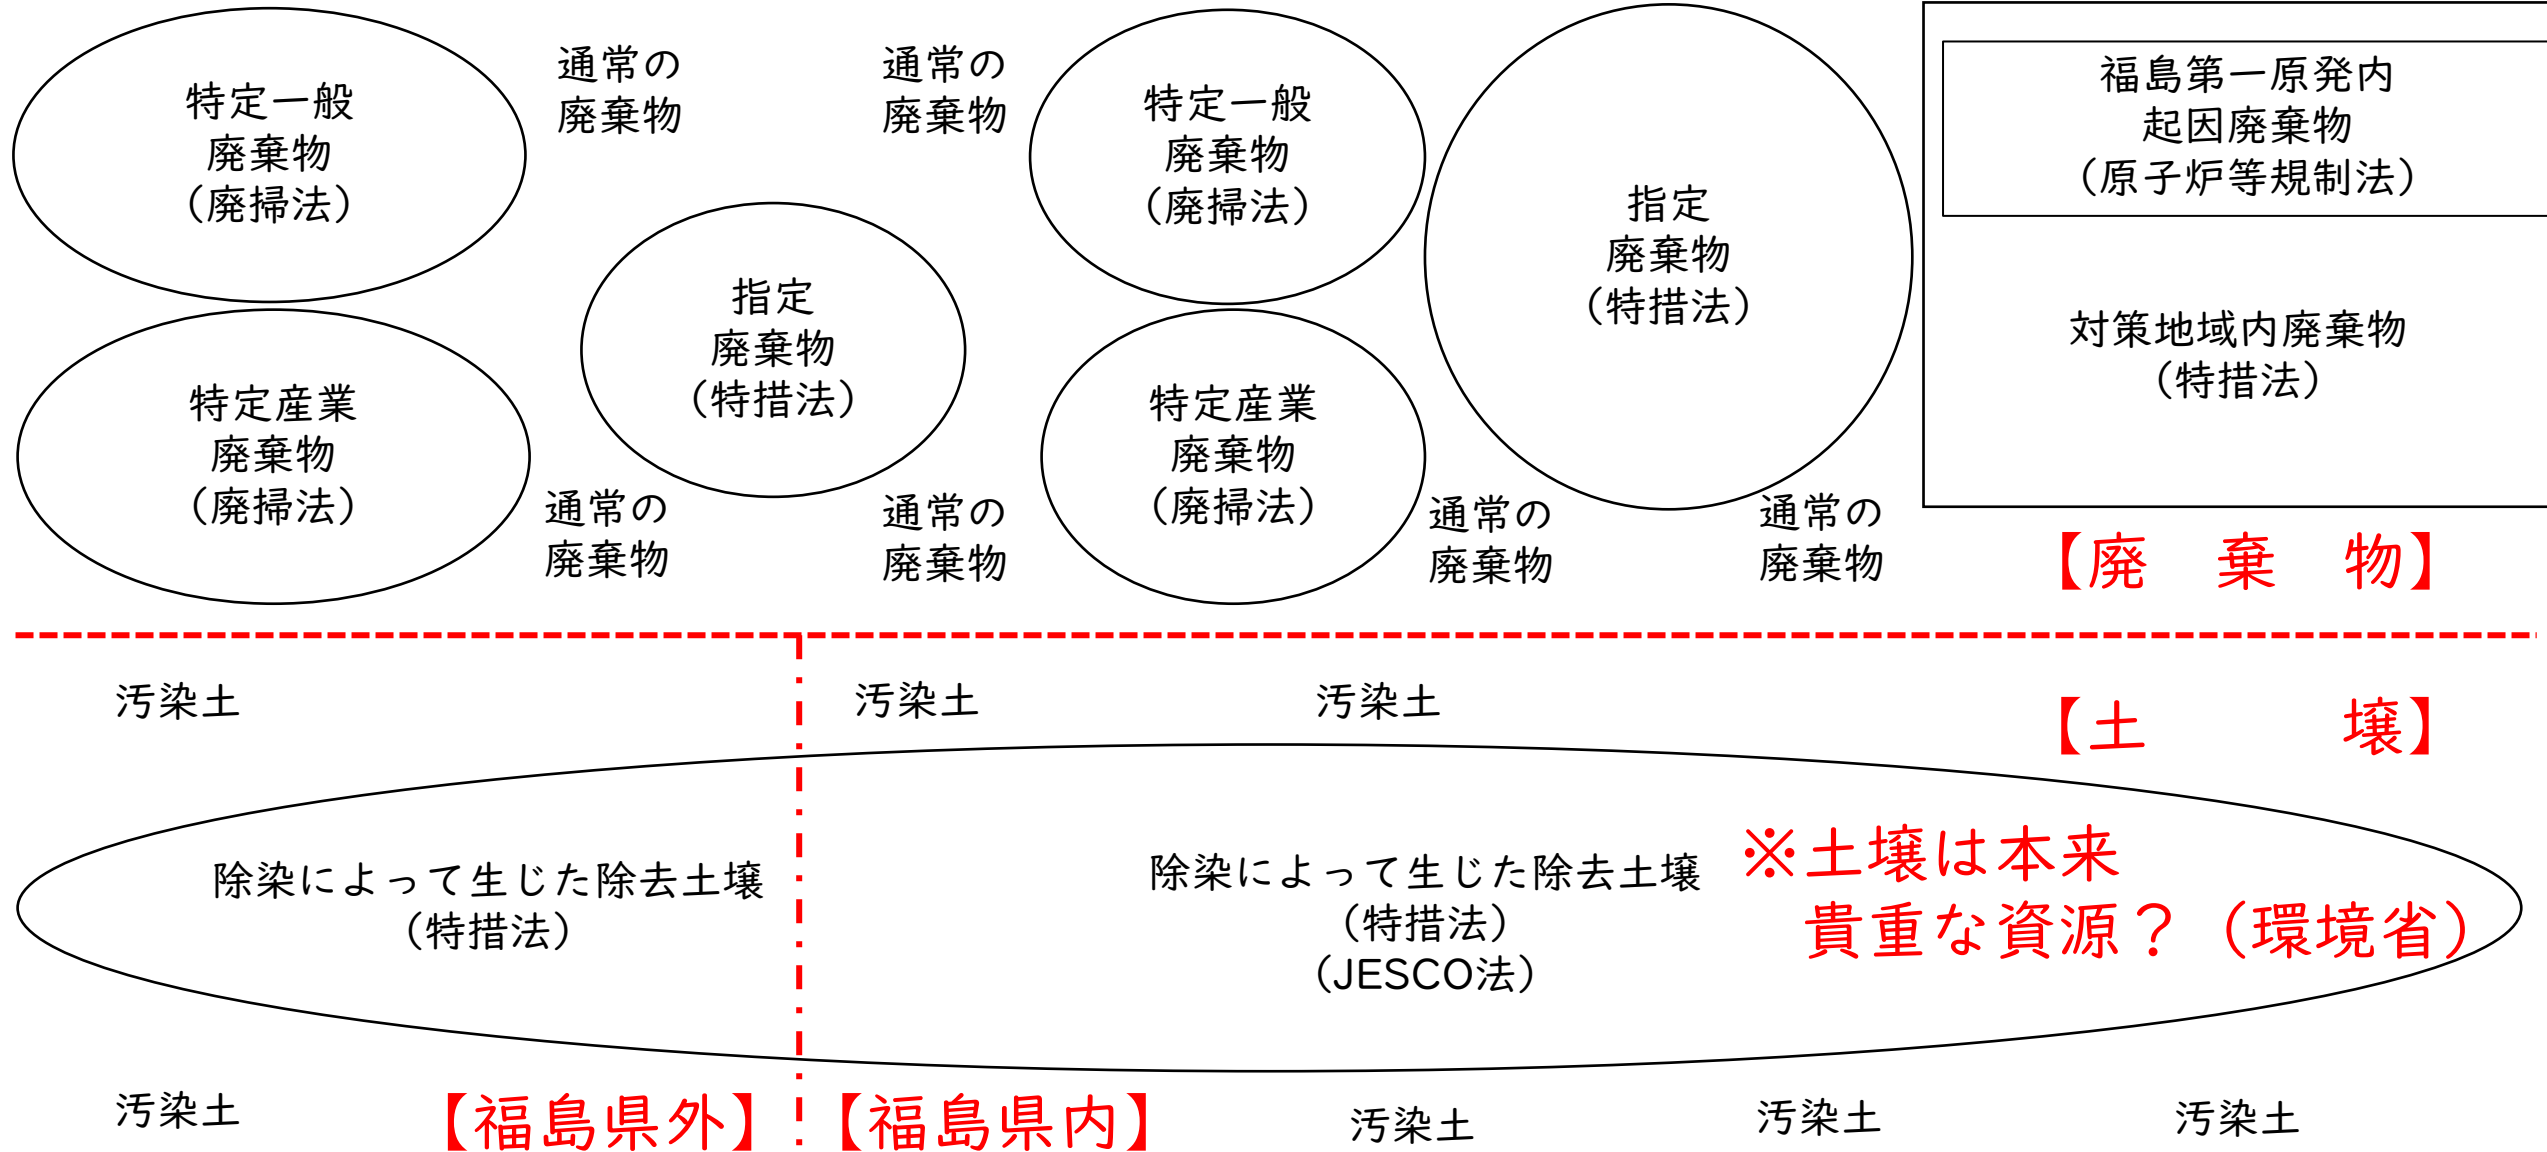 特定一般
廃棄物
（廃掃法）
通常の
廃棄物
通常の
廃棄物
特定一般
廃棄物
（廃掃法）
指定
廃棄物
（特措法）
福島第一原発内
起因廃棄物
（原子炉等規制法）
指定
廃棄物
（特措法）
対策地域内廃棄物
（特措法）
特定産業
廃棄物
（廃掃法）
特定産業
廃棄物
（廃掃法）
通常の
廃棄物
通常の
廃棄物
通常の
廃棄物
通常の
廃棄物
【廃　棄　物】
汚染土
汚染土
汚染土
【土　　　壌】
除染によって生じた除去土壌
（特措法）
除染によって生じた除去土壌
（特措法）
（JESCO法）
※土壌は本来
貴重な資源？（環境省）
汚染土
【福島県外】
【福島県内】
汚染土
汚染土
汚染土